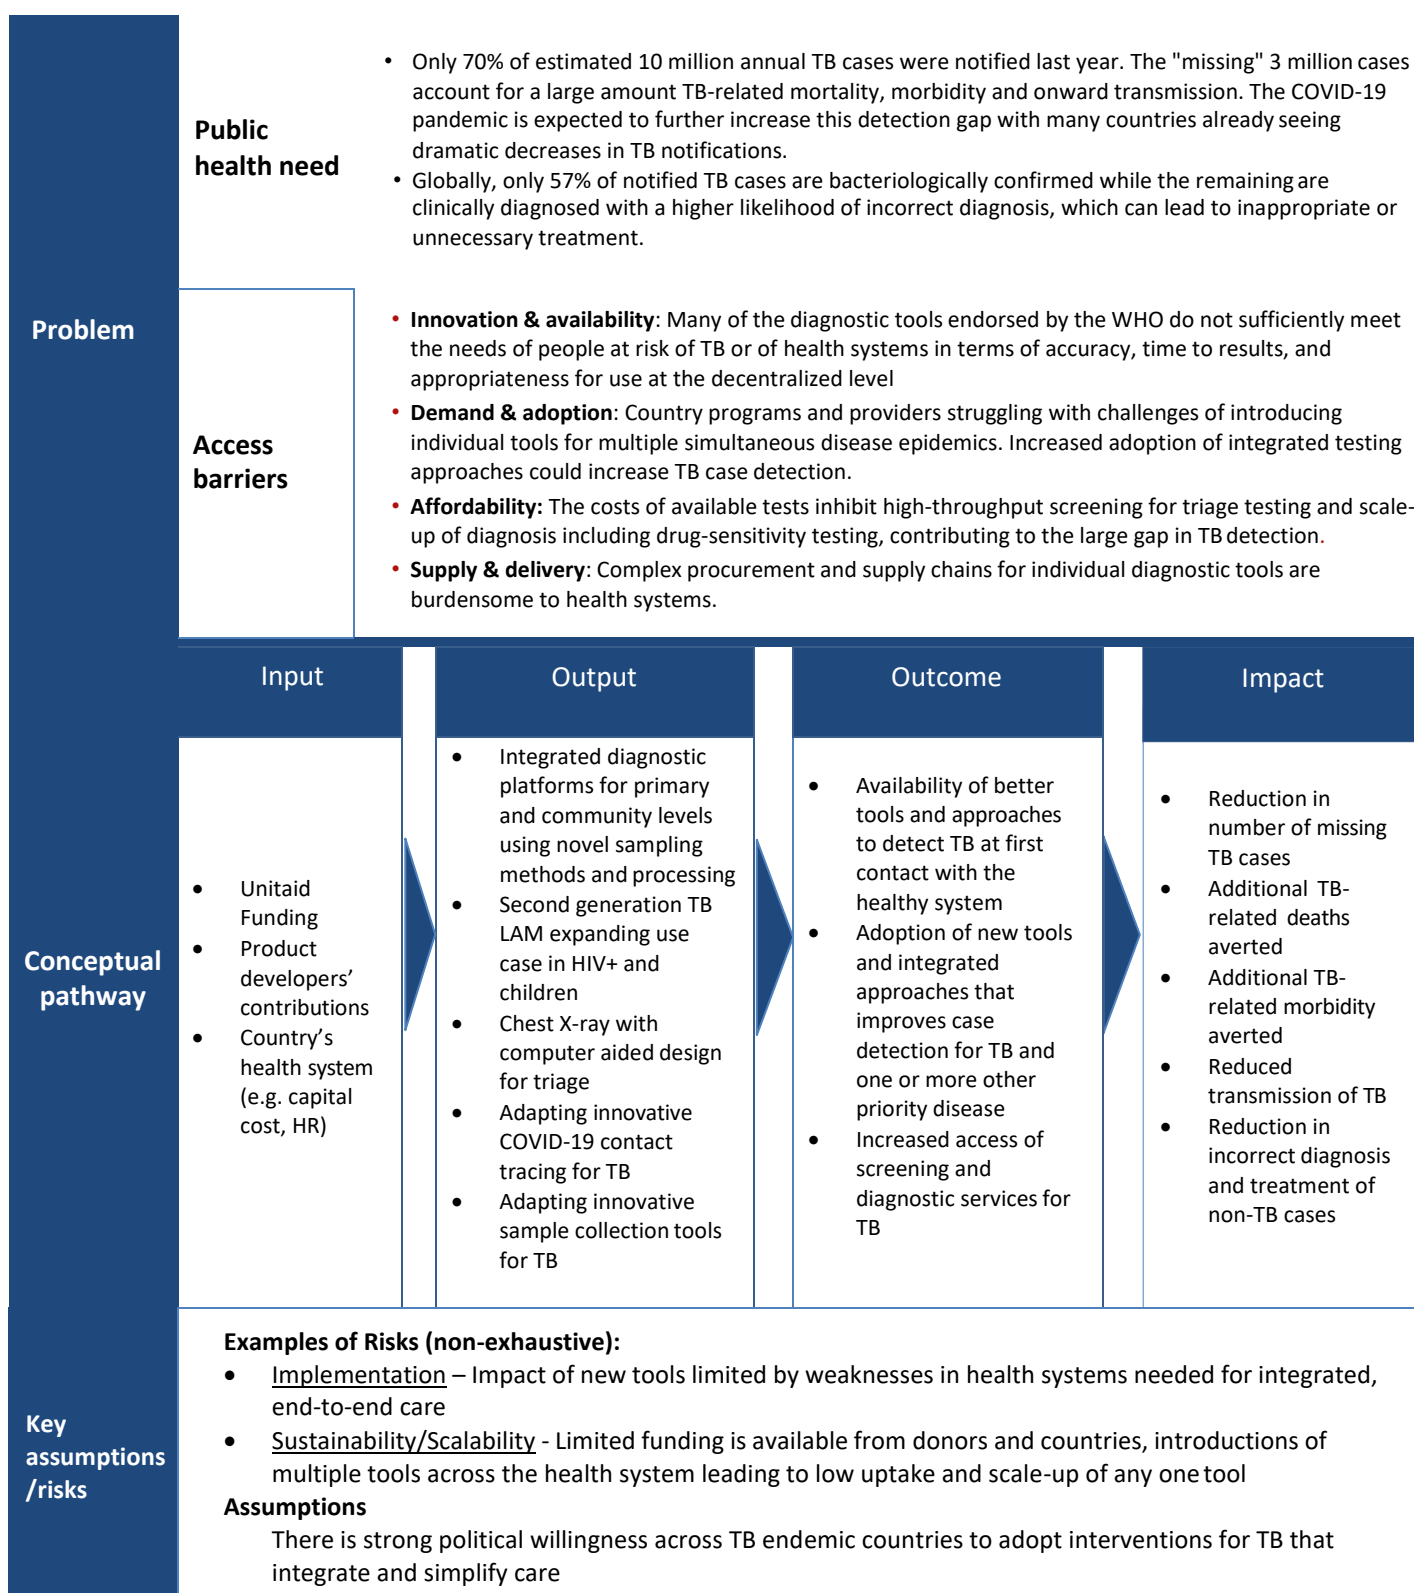 Problem
Public
health need
• Only 70% of estimated 10 million annual TB cases were notified last year. The "missing" 3 million cases
account for a large amount TB-related mortality, morbidity and onward transmission. The COVID-19
pandemic is expected to further increase this detection gap with many countries already seeing
dramatic decreases in TB notifications.
• Globally, only 57% of notified TB cases are bacteriologically confirmed while the remaining are
clinically diagnosed with a higher likelihood of incorrect diagnosis, which can lead to inappropriate or
unnecessary treatment.
Access
barriers
• Innovation & availability: Many of the diagnostic tools endorsed by the WHO do not sufficiently meet
the needs of people at risk of TB or of health systems in terms of accuracy, time to results, and
appropriateness for use at the decentralized level
• Demand & adoption: Country programs and providers struggling with challenges of introducing
individual tools for multiple simultaneous disease epidemics. Increased adoption of integrated testing
approaches could increase TB case detection.
• Affordability: The costs of available tests inhibit high-throughput screening for triage testing and scale-
up of diagnosis including drug-sensitivity testing, contributing to the large gap in TB detection.
• Supply & delivery: Complex procurement and supply chains for individual diagnostic tools are
burdensome to health systems.
Conceptual
pathway
Input
• Unitaid
Funding
• Product
developers'
contributions
• Country's
health system
(e.g. capital
cost, HR)
Output
• Integrated diagnostic
platforms for primary
and community levels
using novel sampling
methods and processing
• Second generation TB
LAM expanding use
case in HIV+ and
children
• Chest X-ray with
computer aided design
for triage
• Adapting innovative
COVID-19 contact
tracing for TB
• Adapting innovative
sample collection tools
for TB
Outcome
• Availability of better
tools and approaches
to detect TB at first
contact with the
healthy system
• Adoption of new tools
and integrated
approaches that
improves case
detection for TB and
one or more other
priority disease
• Increased access of
screening and
diagnostic services for
TB
Impact
• Reduction in
number of missing
TB cases
• Additional TB-
related deaths
averted
• Additional TB-
related morbidity
averted
• Reduced
transmission of TB
• Reduction in
incorrect diagnosis
and treatment of
non-TB cases
Key
assumptions
/risks
Examples of Risks (non-exhaustive):
• Implementation – Impact of new tools limited by weaknesses in health systems needed for integrated,
end-to-end care
• Sustainability/Scalability - Limited funding is available from donors and countries, introductions of
multiple tools across the health system leading to low uptake and scale-up of any one tool
Assumptions
There is strong political willingness across TB endemic countries to adopt interventions for TB that
integrate and simplify care